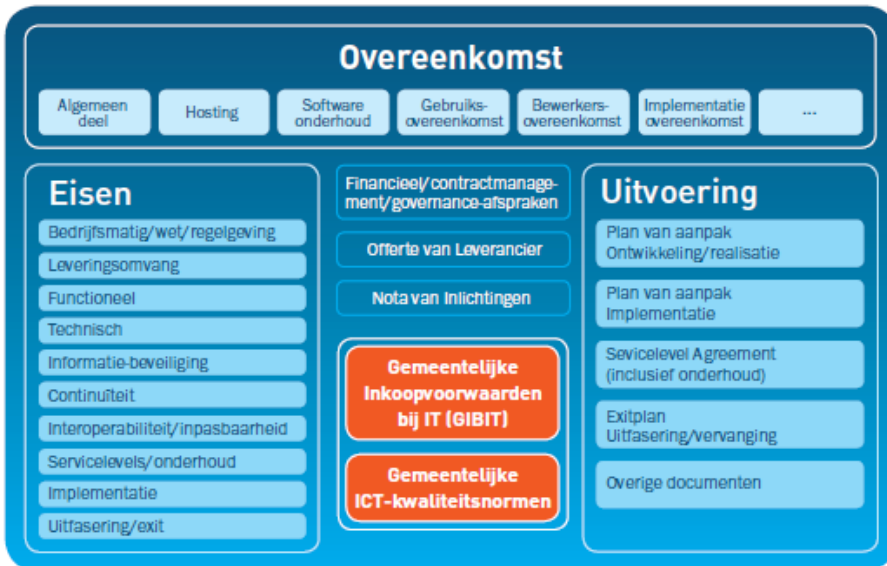 Overeenkomst
Algemeen
deel
Hosting
Software
onderhoud
Gebruiks-
overeenkomst
Bewerkers-
overeenkomst
Implementatie
overeenkomst
...
Eisen
Bedrijfsmatig/wet/regelgeving
Leveringsomvang
Functioneel
Technisch
Informatie-beveiliging
Continuïteit
Interoperabiliteit/inpasbaarheid
Servicelevels/onderhoud
Implementatie
Uitfasering/exit
Financieel/contractmanage-
ment/governance-afspraken
Offerte van Leverancier
Nota van Inlichtingen
Gemeentelijke
Inkoopvoorwaarden
bij IT (GIBIT)
Gemeentelijke
ICT-kwaliteitsnormen
Uitvoering
Plan van aanpak
Ontwikkeling/realisatie
Plan van aanpak
Implementatie
Sevicelevel Agreement
(inclusief onderhoud)
Exitplan
Uitfasering/vervanging
Overige documenten